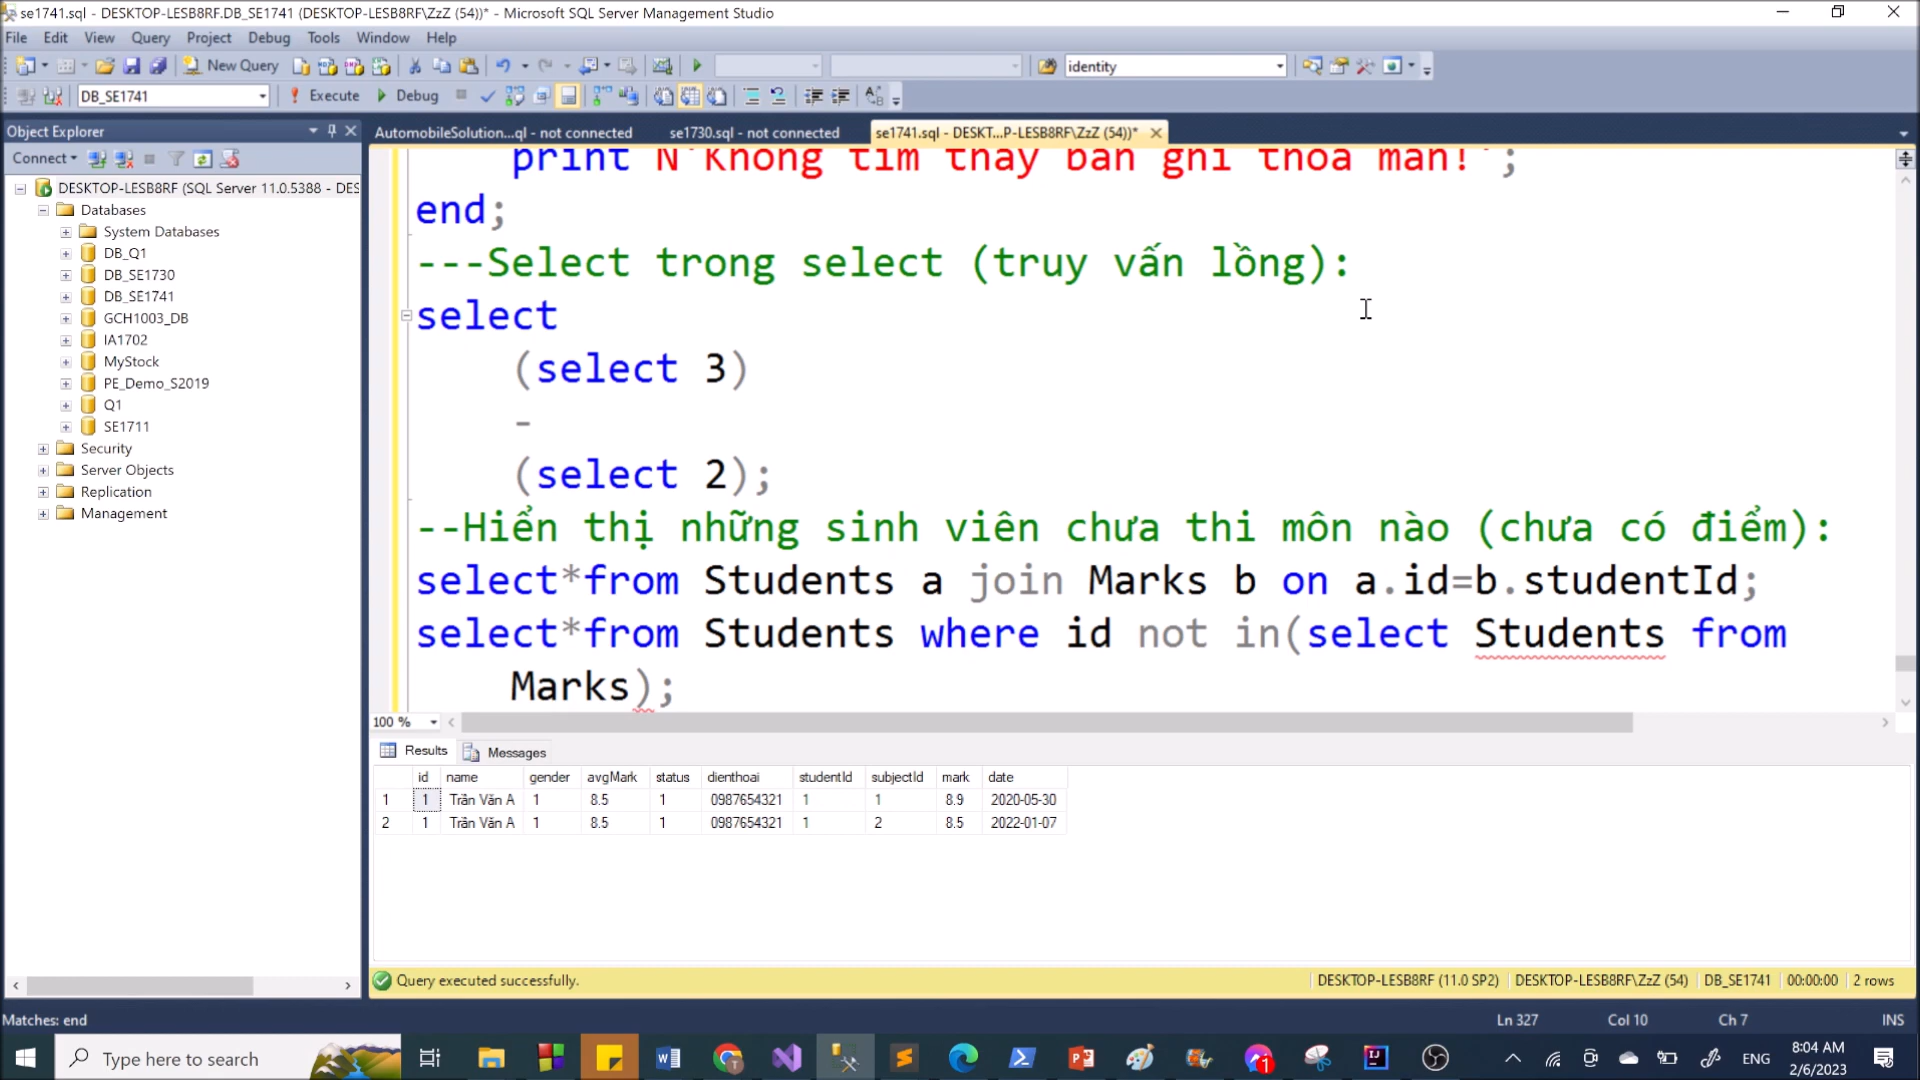 se1741.sql - DESKTOP-LESB8RF.DB_SE1741 (DESKTOP-LESB8RF\ZzZ (54))* - Microsoft SQL Server Management Studio
File Edit View Query Project Debug Tools Window Help
New Query identity
DB_SE1741 Execute Debug
Object Explorer
AutomobileSolution...ql - not connected se1730.sql - not connected se1741.sql - DESKT...P-LESB8RF\ZzZ (54))*
Connect
DESKTOP-LESB8RF (SQL Server 11.0.5388 - DES
Databases
System Databases
DB_Q1
DB_SE1730
DB_SE1741
GCH1003_DB
IA1702
MyStock
PE_Demo_S2019
Q1
SE1711
Security
Server Objects
Replication
Management
print N'Không tìm thấy bản ghi thỏa mãn!';
end;
---Select trong select (truy vấn lồng):
select
(select 3)
-
(select 2);
--Hiển thị những sinh viên chưa thi môn nào (chưa có điểm):
select*from Students a join Marks b on a.id=b.studentId;
select*from Students where id not in(select Students from
Marks);
100 %
Results Messages
id name gender avgMark status dienthoai studentId subjectId mark date
1 1 Trần Văn A 1 8.5 1 0987654321 1 1 8.9 2020-05-30
2 1 Trần Văn A 1 8.5 1 0987654321 1 2 8.5 2022-01-07
Query executed successfully. DESKTOP-LESB8RF (11.0 SP2) DESKTOP-LESB8RF\ZzZ (54) DB_SE1741 00:00:00 2 rows
Matches: end Ln 327 Col 10 Ch 7 INS
Type here to search 1 ENG 8:04 AM
2/6/2023